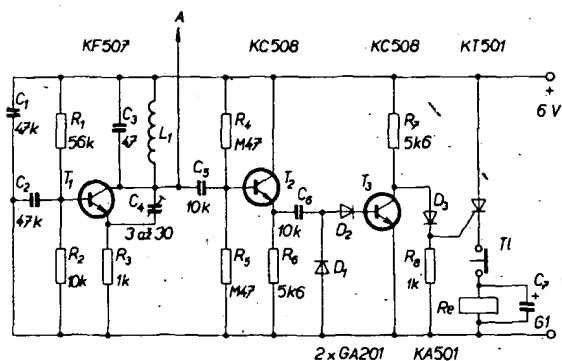 A
KF507 KC508 KC508 KT501
C1
47k
R1
56k
C3
47
L1
R4
M47
R7
5k6
+
6 V
C2
47k
T1
C4
3 až 30
C5
10k
T2
C6
10k
D2
T3
D3
R2
10k
R3
1k
R5
M47
R6
5k6
D1
R8
1k
Tl
Re
C7
+
G1
2 x GA201 KA501